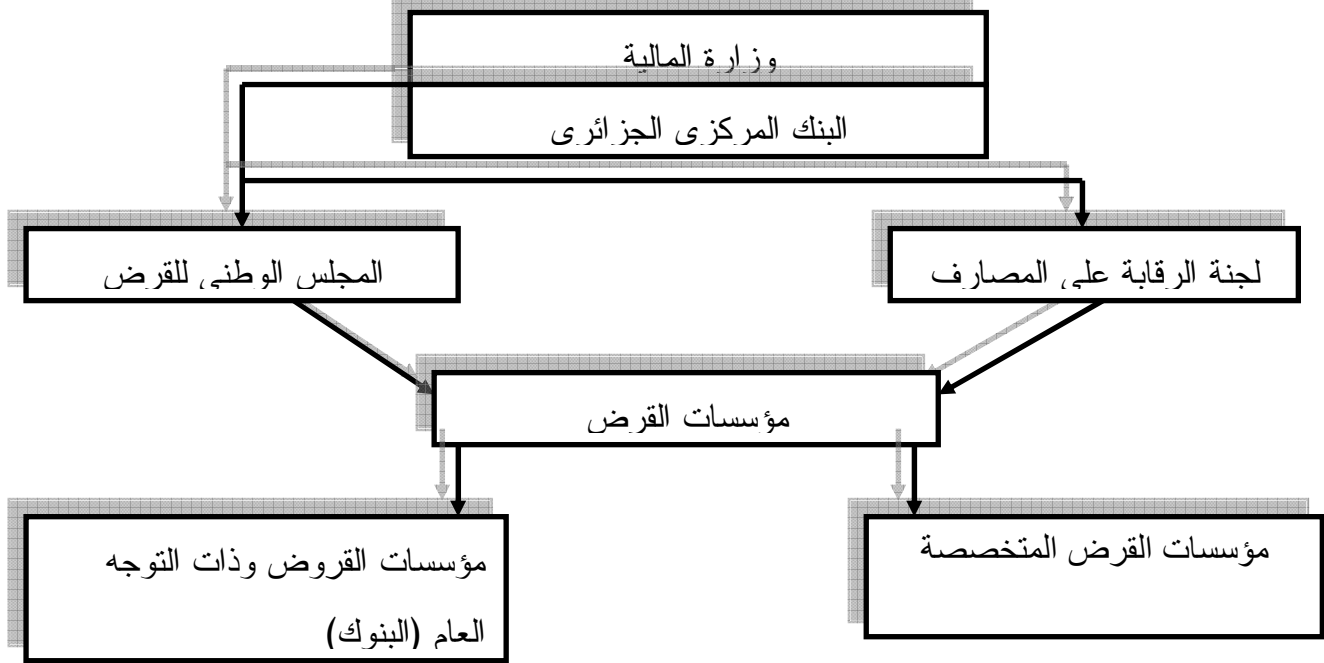 وزارة المالية
البنك المركزي الجزائري
لجنة الرقابة على المصارف
المجلس الوطني للقرض
مؤسسات القرض
مؤسسات القرض المتخصصة
مؤسسات القروض وذات التوجه
العام (البنوك)